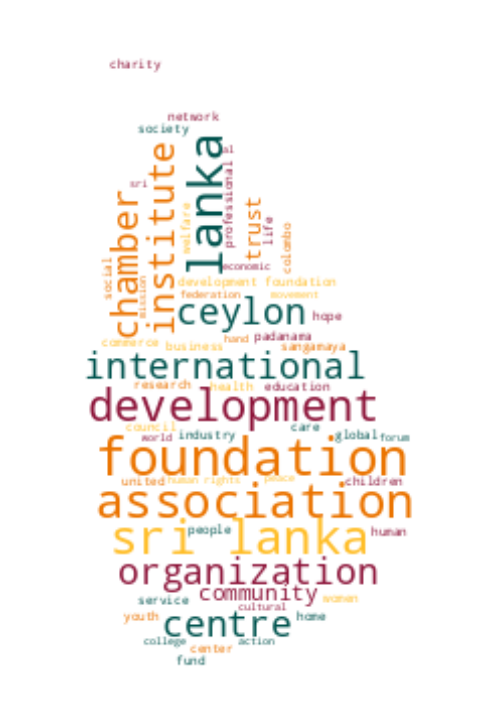 charity
network
society
lanka
al
institute
sri
professional
chamber
welfare
trust
life
colombo
social
mission
economic
development foundation
federation
movement
ceylon
hope
hand
padanama
commerce
business
sangamaya
international
research
health
education
development
council
care
world
industry
global
forum
foundation
united
human rights
peace
children
association
sri lanka
people
human
organization
community
service
women
cultural
youth
centre
home
college
action
center
fund